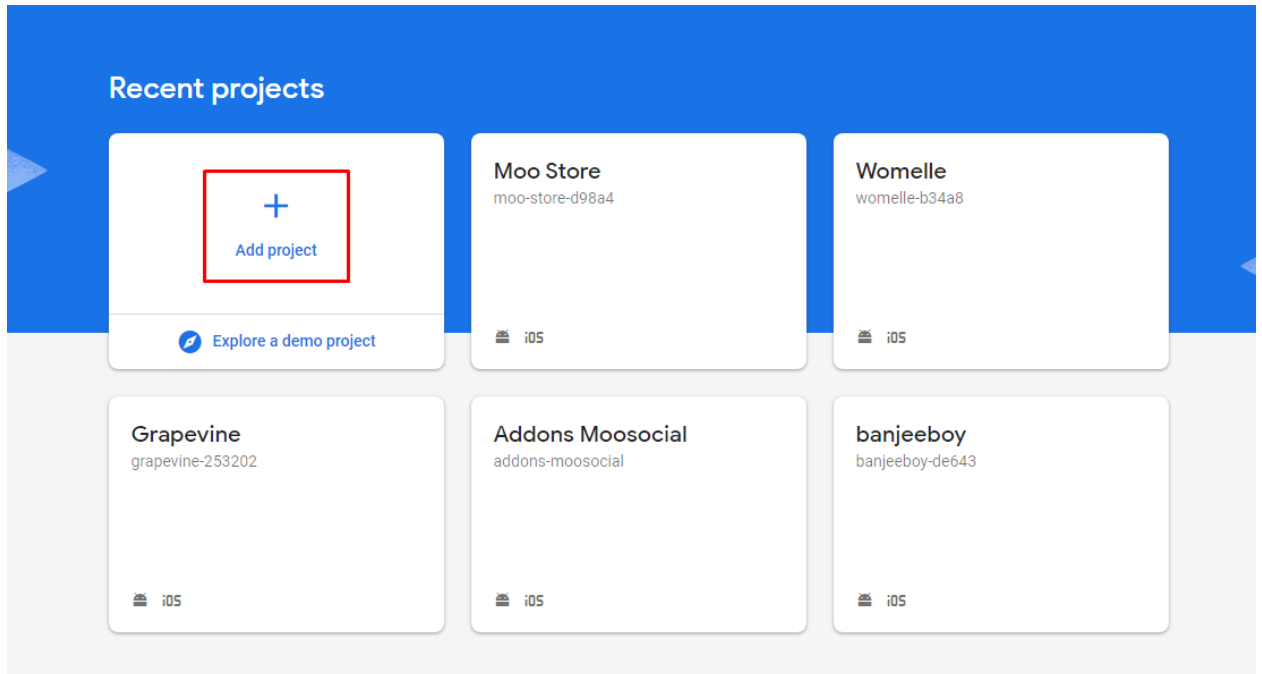 Recent projects
Add project
Explore a demo project
Moo Store
moo-store-d98a4
iOS
Womelle
womelle-b34a8
iOS
Grapevine
grapevine-253202
iOS
Addons Moosocial
addons-moosocial
iOS
banjeeboy
banjeeboy-de643
iOS